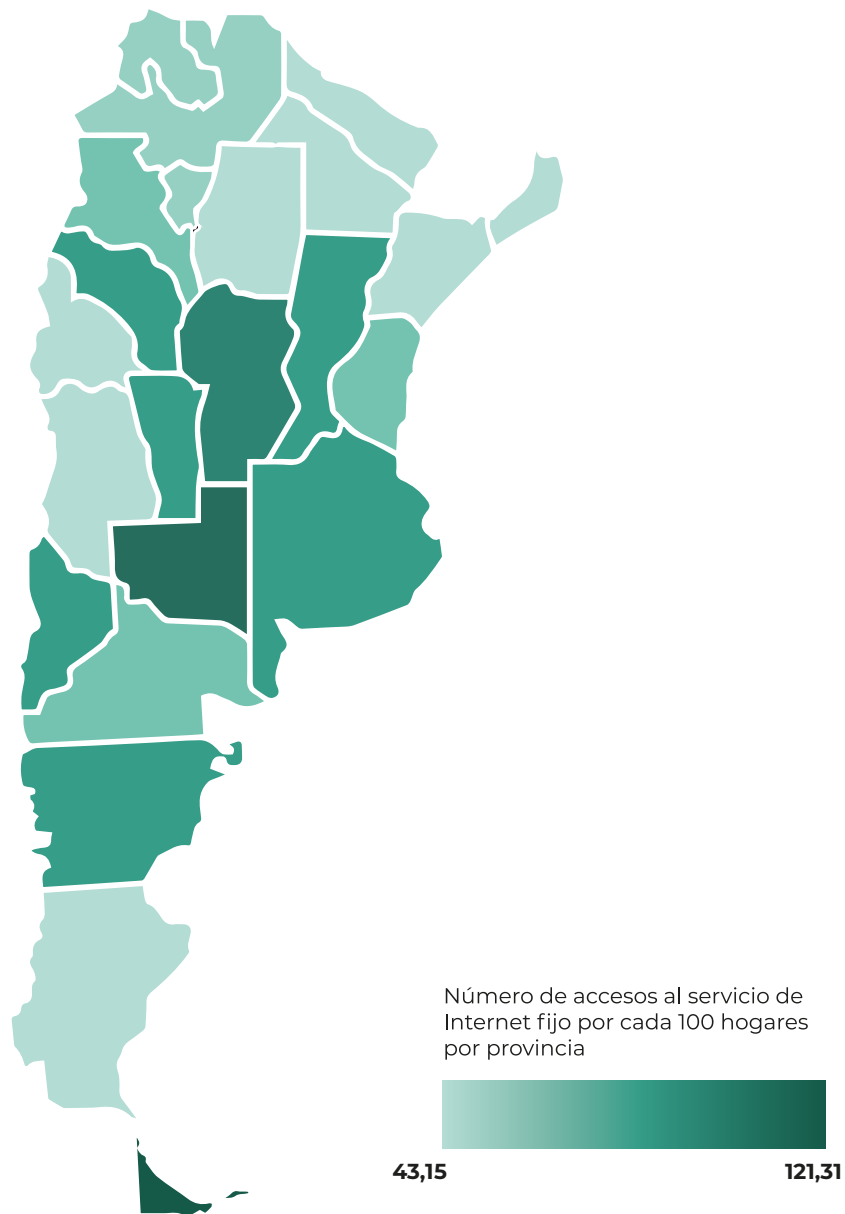 Número de accesos al servicio de
Internet fijo por cada 100 hogares
por provincia
43,15
121,31